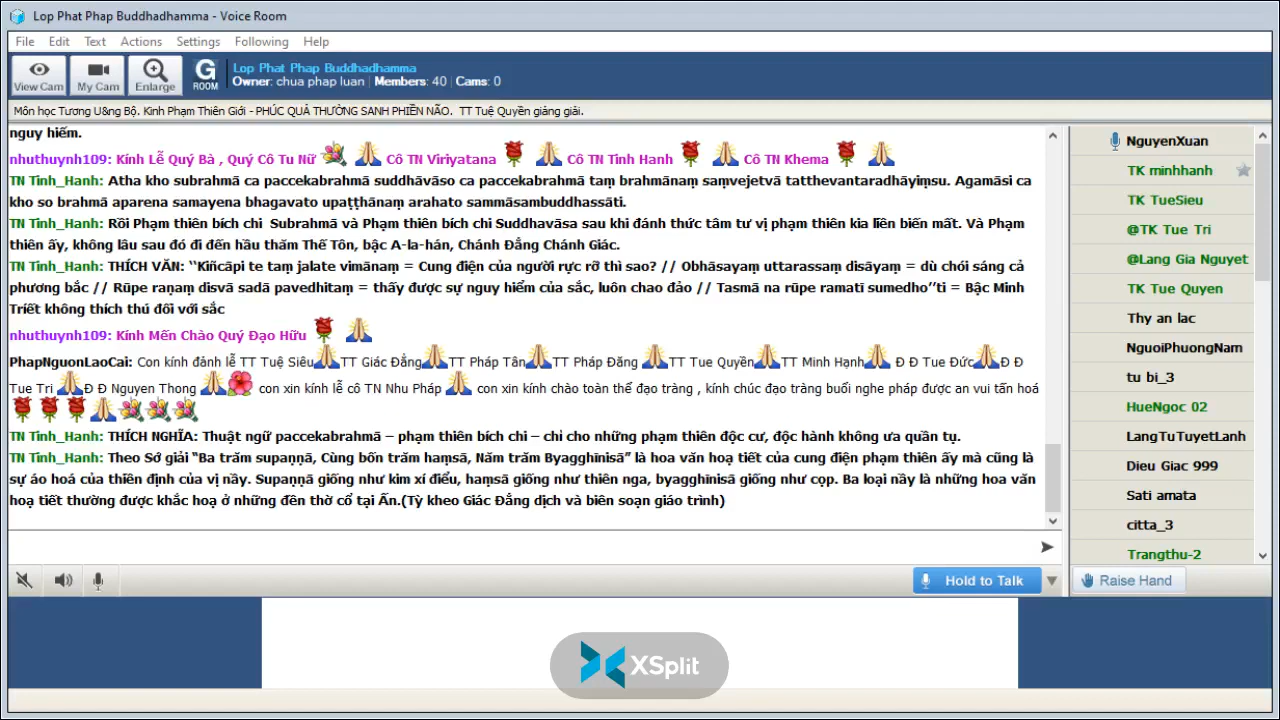 Lop Phat Phap Buddhadhamma - Voice Room
File Edit Text Actions Settings Following Help
View Cam My Cam Enlarge G ROOM
Lop Phat Phap Buddhadhamma
Owner: chua phap luan | Members: 40 | Cams: 0
Môn học Tương U&ng Bộ. Kinh Phạm Thiên Giới - PHÚC QUẢ THƯỜNG SANH PHIỀN NÃO. TT Tuệ Quyền giảng giải.
nguy hiểm.
nhuthuynh109: Kính Lễ Quý Bà , Quý Cô Tu Nữ Cô TN Viriyatana Cô TN Tinh Hanh Cô TN Khema
TN Tinh_Hanh: Atha kho subrahmā ca paccekabrahmā suddhāvāso ca paccekabrahmā taṃ brahmānaṃ saṃvejetvā tatthevantaradhāyiṃsu. Agamāsi ca
kho so brahmā aparena samayena bhagavato upaṭṭhānaṃ arahato sammāsambuddhassāti.
TN Tinh_Hanh: Rồi Phạm thiên bích chi Subrahmā và Phạm thiên bích chi Suddhavāsa sau khi đánh thức tâm tư vị phạm thiên kia liền biến mất. Và Phạm
thiên ấy, không lâu sau đó đi đến hầu thăm Thế Tôn, bậc A-la-hán, Chánh Đẳng Chánh Giác.
TN Tinh_Hanh: THÍCH VĂN: ‘‘Kiñcāpi te taṃ jalate vimānaṃ = Cung điện của người rực rỡ thì sao? // Obhāsayaṃ uttarassaṃ disāyaṃ = dù chói sáng cả
phương bắc // Rūpe raṇaṃ disvā sadā pavedhitaṃ = thấy được sự nguy hiểm của sắc, luôn chao đảo // Tasmā na rūpe ramatī sumedho’’ti = Bậc Minh
Triết không thích thú đối với sắc
nhuthuynh109: Kính Mến Chào Quý Đạo Hữu
PhapNguonLaoCai: Con kính đảnh lễ TT Tuệ Siêu TT Giác Đẳng TT Pháp Tân TT Pháp Đăng TT Tue Quyền TT Minh Hạnh Đ Đ Tue Đức Đ Đ
Tue Tri Đ Đ Nguyen Thong con xin kính lễ cô TN Nhu Pháp con xin kính chào toàn thể đạo tràng , kính chúc đạo tràng buổi nghe pháp được an vui tấn hoá
TN Tinh_Hanh: THÍCH NGHĨA: Thuật ngữ paccekabrahmā – phạm thiên bích chi – chỉ cho những phạm thiên độc cư, độc hành không ưa quần tụ.
TN Tinh_Hanh: Theo Sớ giải “Ba trăm supaṇṇā, Cùng bốn trăm haṃsā, Năm trăm Byagghīnisā” là hoa văn hoạ tiết của cung điện phạm thiên ấy mà cũng là
sự áo hoá của thiền định của vị nầy. Supaṇṇā giống như kim xí điểu, haṃsā giống như thiên nga, byagghīnisā giống như cọp. Ba loại nầy là những hoa văn
hoạ tiết thường được khắc hoạ ở những đền thờ cổ tại Ấn.(Tỳ kheo Giác Đẳng dịch và biên soạn giáo trình)
NguyenXuan
TK minhhanh
TK TueSieu
@TK Tue Tri
@Lang Gia Nguyet
TK Tue Quyen
Thy an lac
NguoiPhuongNam
tu bi_3
HueNgoc 02
LangTuTuyetLanh
Dieu Giac 999
Sati amata
citta_3
Trangthu-2
Hold to Talk
Raise Hand
XSplit